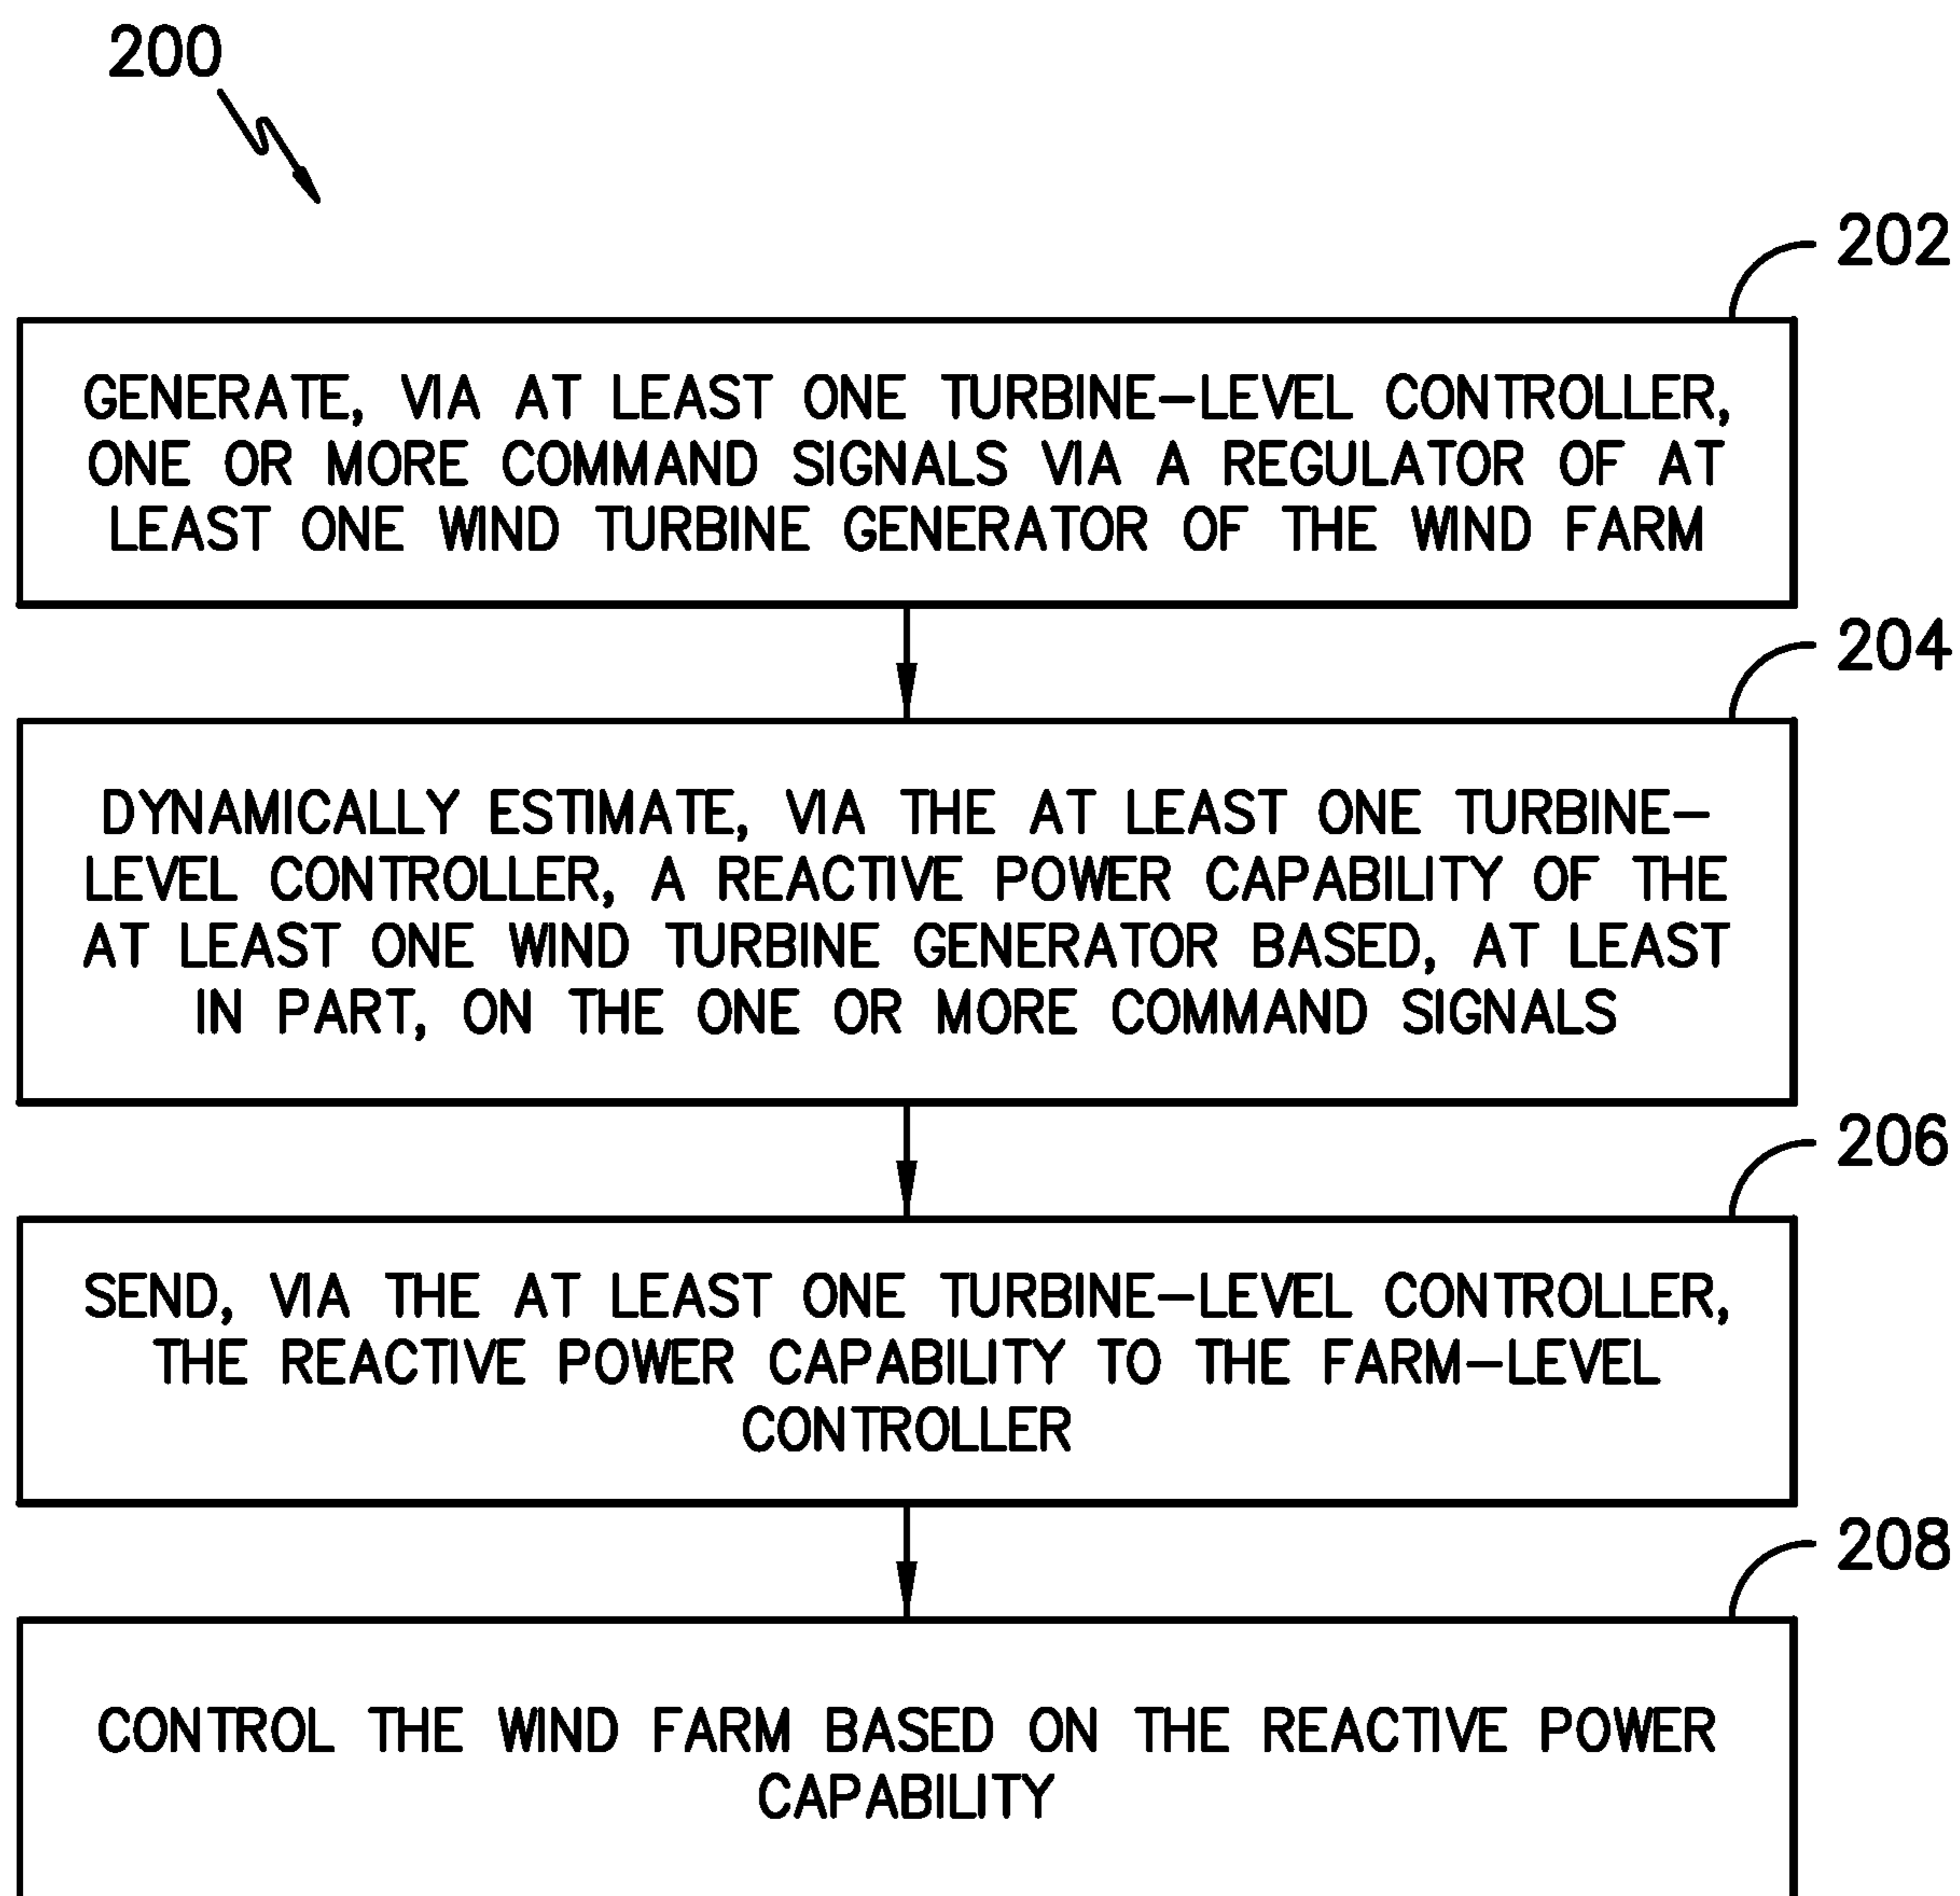 200
202
GENERATE, VIA AT LEAST ONE TURBINE-LEVEL CONTROLLER,
ONE OR MORE COMMAND SIGNALS VIA A REGULATOR OF AT
LEAST ONE WIND TURBINE GENERATOR OF THE WIND FARM
204
DYNAMICALLY ESTIMATE, VIA THE AT LEAST ONE TURBINE-
LEVEL CONTROLLER, A REACTIVE POWER CAPABILITY OF THE
AT LEAST ONE WIND TURBINE GENERATOR BASED, AT LEAST
IN PART, ON THE ONE OR MORE COMMAND SIGNALS
206
SEND, VIA THE AT LEAST ONE TURBINE-LEVEL CONTROLLER,
THE REACTIVE POWER CAPABILITY TO THE FARM-LEVEL
CONTROLLER
208
CONTROL THE WIND FARM BASED ON THE REACTIVE POWER
CAPABILITY